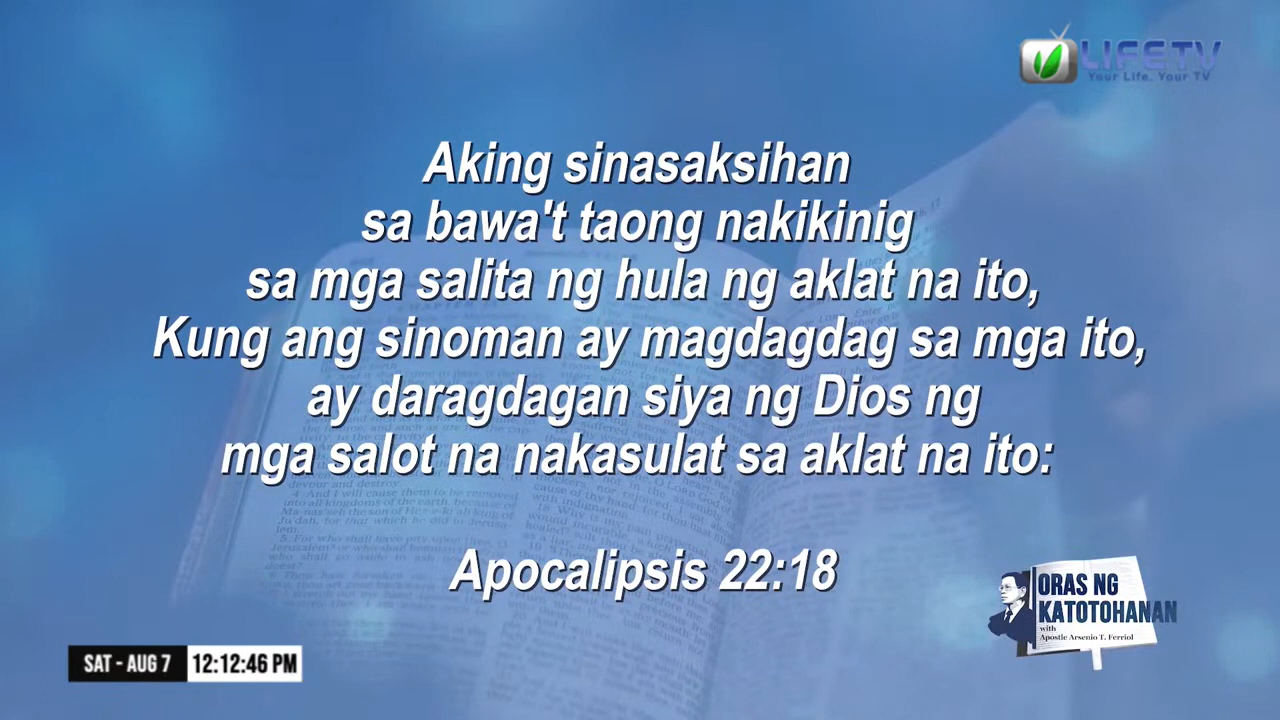 LIFETV
Your Life. Your TV
Aking sinasaksihan
sa bawa't taong nakikinig
sa mga salita ng hula ng aklat na ito,
Kung ang sinoman ay magdagdag sa mga ito,
ay daragdagan siya ng Dios ng
mga salot na nakasulat sa aklat na ito:
Apocalipsis 22:18
ORAS NG
KATOTOHANAN
with
Apostle Arsenio T. Ferriol
SAT - AUG 7 12:12:46 PM